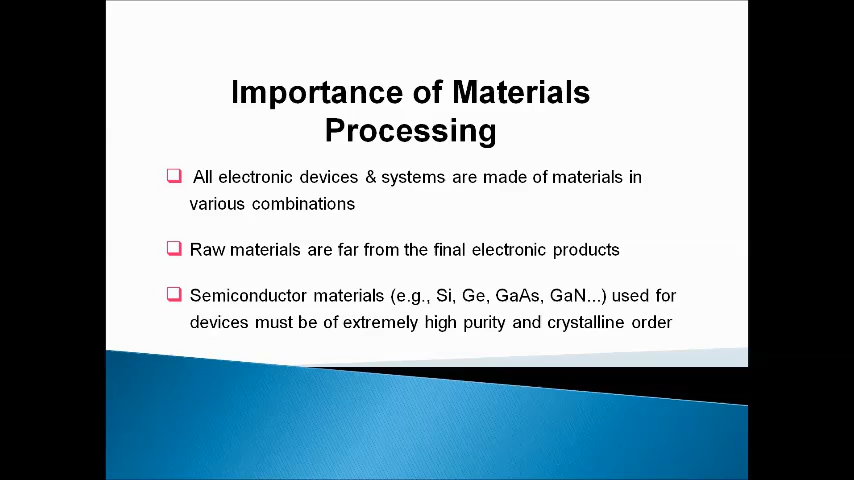 Importance of Materials
Processing
All electronic devices & systems are made of materials in
various combinations
Raw materials are far from the final electronic products
Semiconductor materials (e.g., Si, Ge, GaAs, GaN...) used for
devices must be of extremely high purity and crystalline order